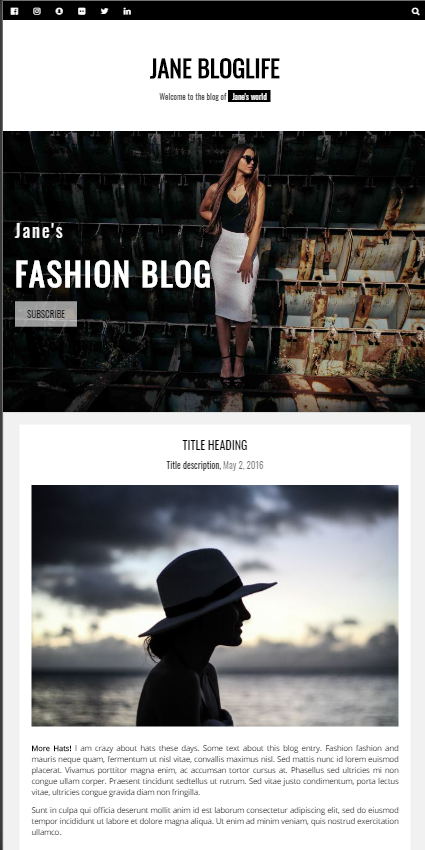 JANE BLOGLIFE
Welcome to the blog of Jane's world
Jane's
FASHION BLOG
SUBSCRIBE
TITLE HEADING
Title description, May 2, 2016
More Hats! I am crazy about hats these days. Some text about this blog entry. Fashion fashion and
mauris neque quam, fermentum ut nisl vitae, convallis maximus nisl. Sed mattis nunc id lorem euismod
placerat. Vivamus porttitor magna enim, ac accumsan tortor cursus at. Phasellus sed ultricies mi non
congue ullam corper. Praesent tincidunt sedtellus ut rutrum. Sed vitae justo condimentum, porta lectus
vitae, ultricies congue gravida diam non fringilla.
Sunt in culpa qui officia deserunt mollit anim id est laborum consectetur adipiscing elit, sed do eiusmod
tempor incididunt ut labore et dolore magna aliqua. Ut enim ad minim veniam, quis nostrud exercitation
ullamco.